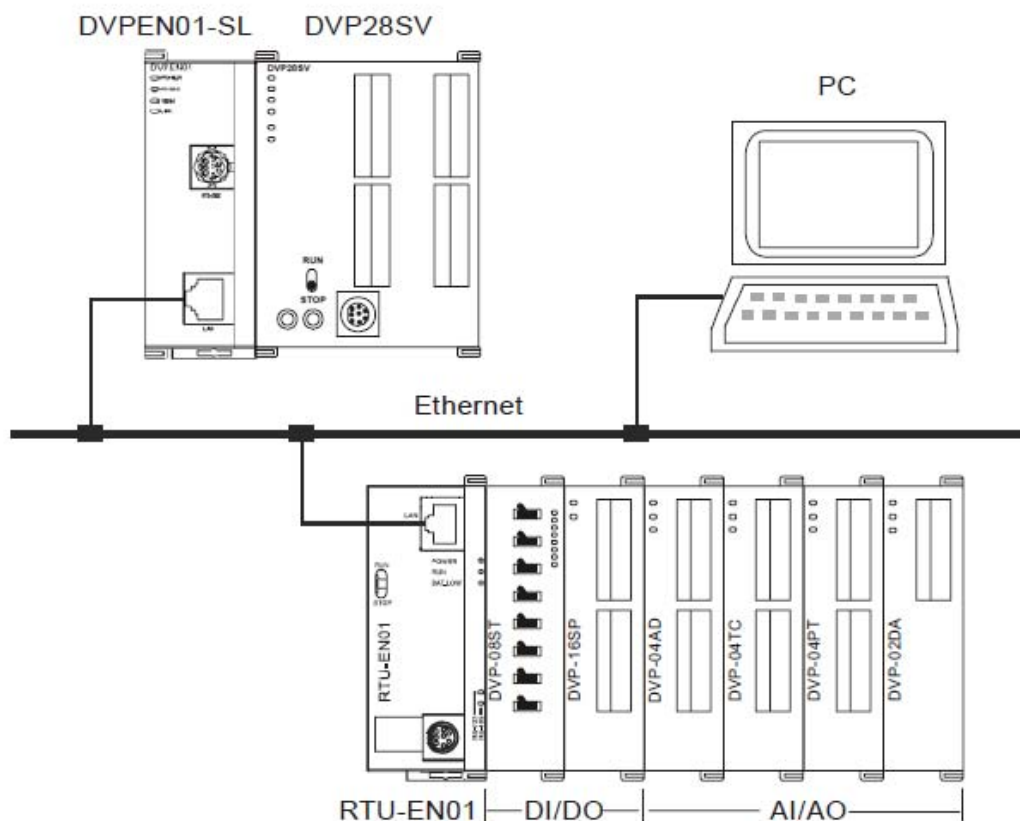 DVPEN01-SL
DVP28SV
PC
DVPEN01
DVP28SV
RUN
STOP
LAN
Ethernet
LAN
POWER
RUN
BAT.LOW
RUN
STOP
RTU-EN01
DVP-08ST
DVP-16SP
DVP-04AD
DVP-04TC
DVP-04PT
DVP-02DA
RTU-EN01
DI/DO
AI/AO